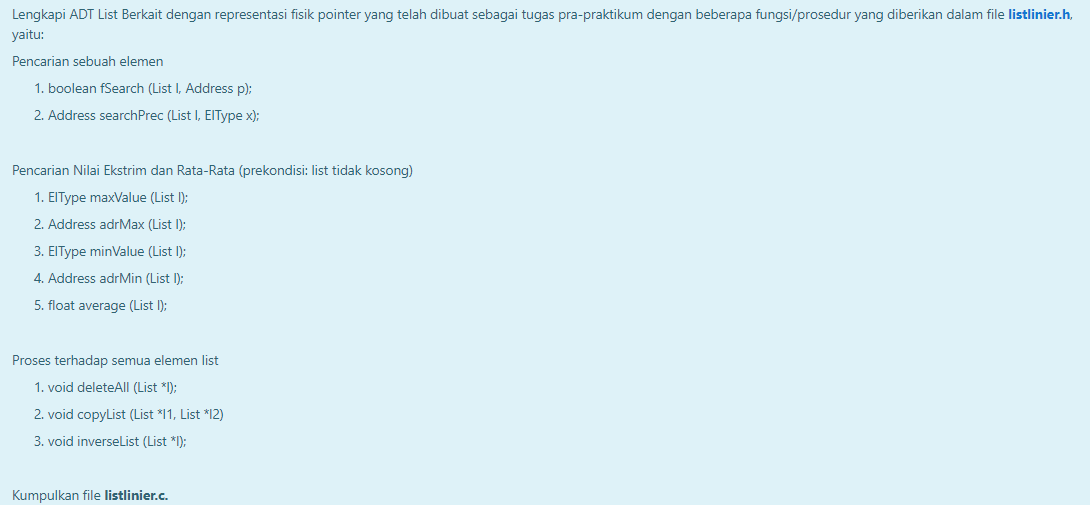 Lengkapi ADT List Berkait dengan representasi fisik pointer yang telah dibuat sebagai tugas pra-praktikum dengan beberapa fungsi/prosedur yang diberikan dalam file listlinier.h,
yaitu:
Pencarian sebuah elemen
1. boolean fSearch (List l, Address p);
2. Address searchPrec (List l, ElType x);
Pencarian Nilai Ekstrim dan Rata-Rata (prekondisi: list tidak kosong)
1. ElType maxValue (List l);
2. Address adrMax (List l);
3. ElType minValue (List l);
4. Address adrMin (List l);
5. float average (List l);
Proses terhadap semua elemen list
1. void deleteAll (List *l);
2. void copyList (List *l1, List *l2)
3. void inverseList (List *l);
Kumpulkan file listlinier.c.